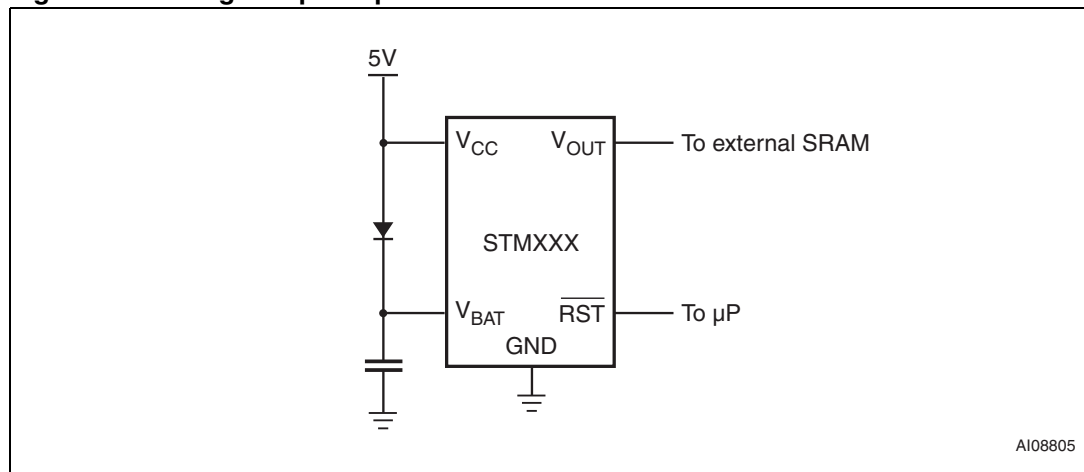 5V
VCC VOUT To external SRAM
STMXXX
VBAT RST To µP
GND
AI08805